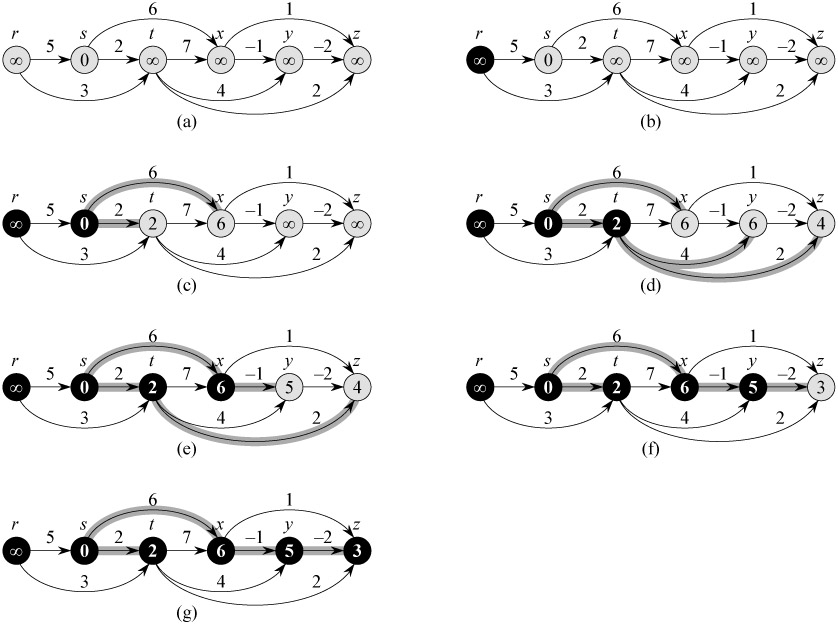 6 1 6 1
r s t x y z r s t x y z
∞ 5 0 2 ∞ 7 ∞ –1 ∞ –2 ∞ ∞ 5 0 2 ∞ 7 ∞ –1 ∞ –2 ∞
3 4 2 3 4 2
(a) (b)
6 1 6 1
r s t x y z r s t x y z
∞ 5 0 2 2 7 6 –1 ∞ –2 ∞ ∞ 5 0 2 2 7 6 –1 6 –2 4
3 4 2 3 4 2
(c) (d)
6 1 6 1
r s t x y z r s t x y z
∞ 5 0 2 2 7 6 –1 5 –2 4 ∞ 5 0 2 2 7 6 –1 5 –2 3
3 4 2 3 4 2
(e) (f)
6 1
r s t x y z
∞ 5 0 2 2 7 6 –1 5 –2 3
3 4 2
(g)